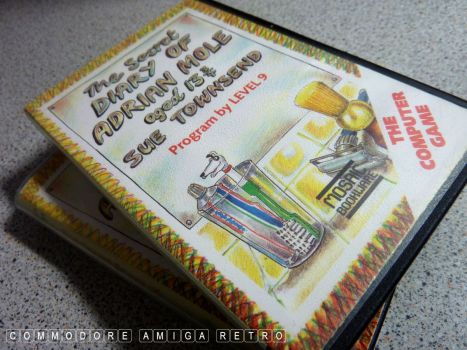 The Secret
DIARY OF
ADRIAN MOLE
aged 13¾
SUE TOWNSEND
Program by LEVEL 9
THE
COMPUTER
GAME
MOSAIC
BOOKWARE
COMMODORE AMIGA RETRO